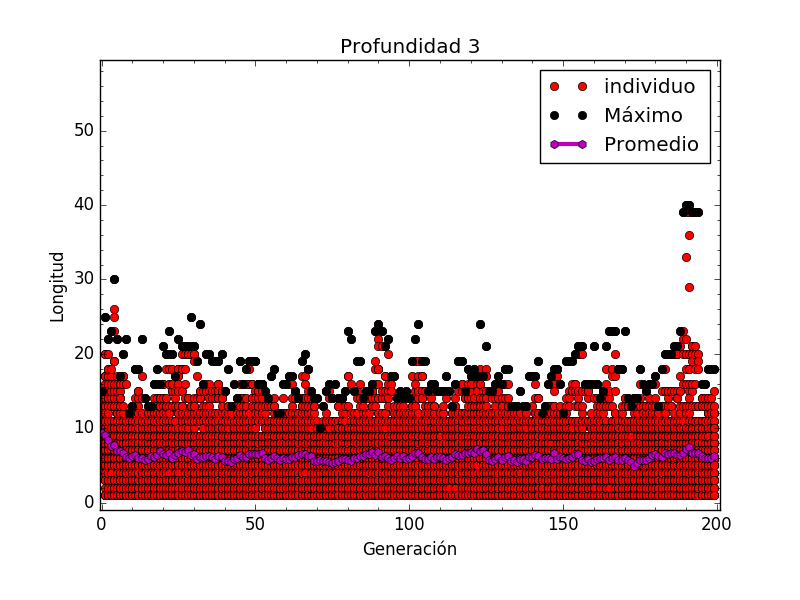 Profundidad 3
individuo
Máximo
Promedio
Longitud
50
40
30
20
10
0
0 50 100 150 200
Generación